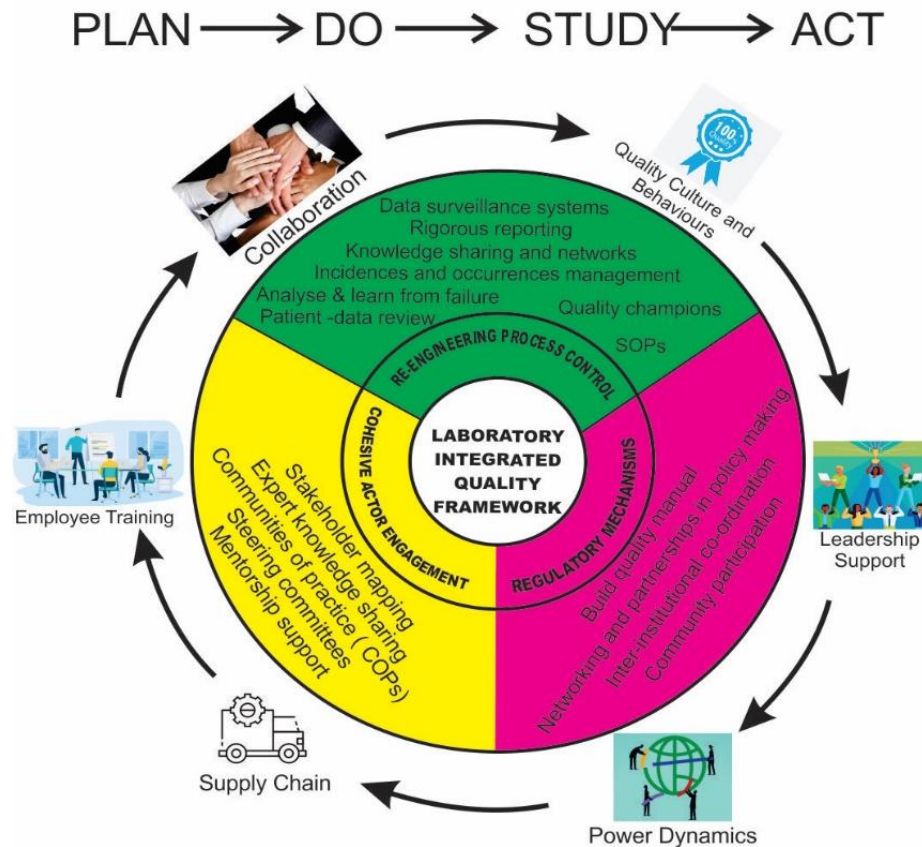 PLAN → DO → STUDY → ACT
Collaboration
100%
Quality
Quality Culture and
Behaviours
Data surveillance systems
Rigorous reporting
Knowledge sharing and networks
Incidences and occurrences management
Analyse & learn from failure
Patient -data review
Quality champions
SOPs
RE-ENGINEERING PROCESS CONTROL
COHESIVE ACTOR ENGAGEMENT
REGULATORY MECHANISMS
LABORATORY
INTEGRATED
QUALITY
FRAMEWORK
Stakeholder mapping
Expert knowledge sharing
Communities of practice ( COPs)
Steering committees
Mentorship support
Build quality manual
Networking and partnerships in policy making
Inter-institutional co-ordination
Community participation
Employee Training
Leadership
Support
Supply Chain
Power Dynamics